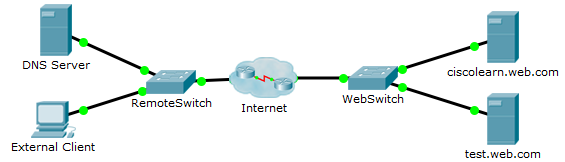 DNS Server
External Client
RemoteSwitch
Internet
WebSwitch
ciscolearn.web.com
test.web.com